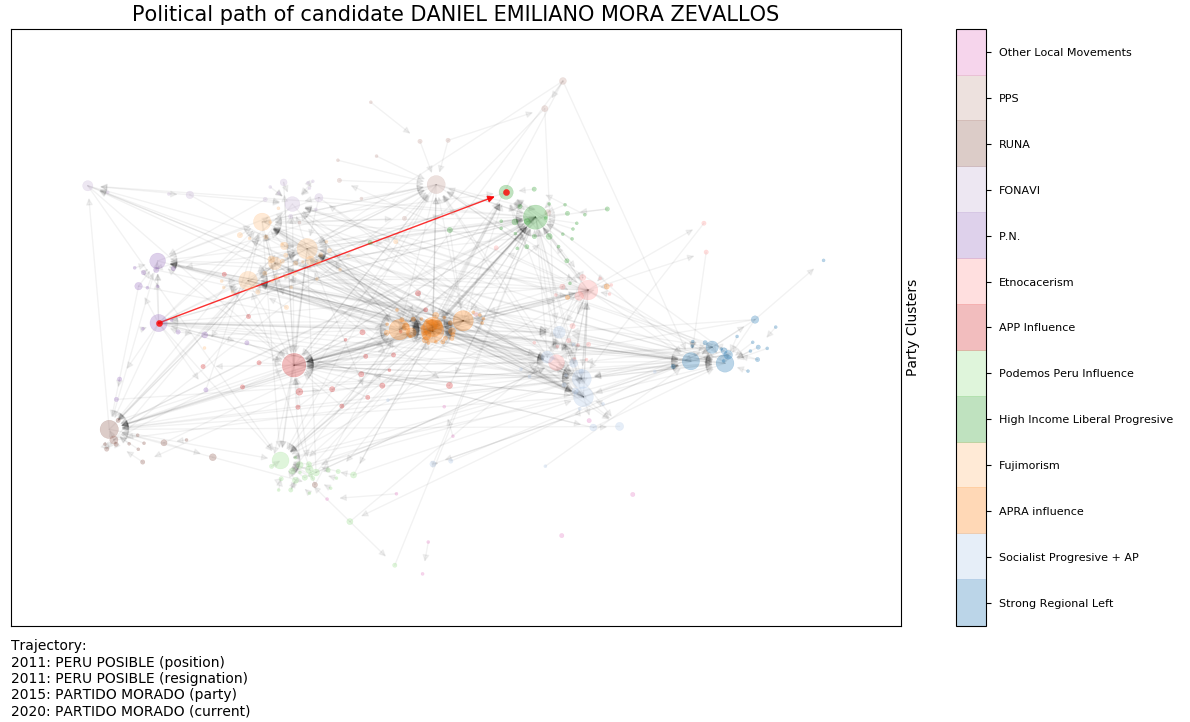 Political path of candidate DANIEL EMILIANO MORA ZEVALLOS
Other Local Movements
PPS
RUNA
FONAVI
P.N.
Etnocacerism
APP Influence
Podemos Peru Influence
High Income Liberal Progresive
Fujimorism
APRA influence
Socialist Progresive + AP
Strong Regional Left
Party Clusters
Trajectory:
2011: PERU POSIBLE (position)
2011: PERU POSIBLE (resignation)
2015: PARTIDO MORADO (party)
2020: PARTIDO MORADO (current)